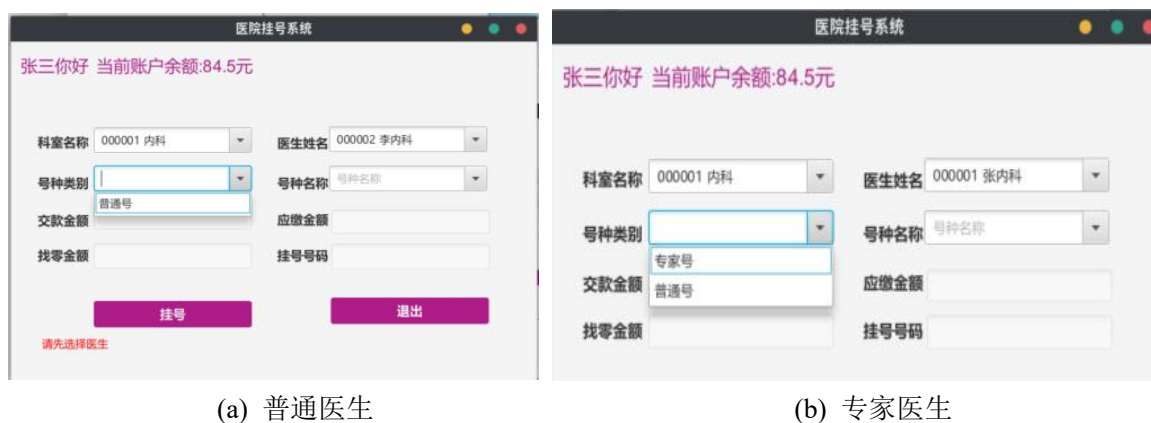 医院挂号系统
张三你好 当前账户余额:84.5元
科室名称 000001 内科 医生姓名 000002 李内科
号种类别 号种名称 号种名称
普通号
交款金额 应缴金额
找零金额 挂号号码
挂号 退出
请先选择医生
(a) 普通医生
医院挂号系统
张三你好 当前账户余额:84.5元
科室名称 000001 内科 医生姓名 000001 张内科
号种类别 号种名称 号种名称
专家号
交款金额 普通号 应缴金额
找零金额 挂号号码
(b) 专家医生